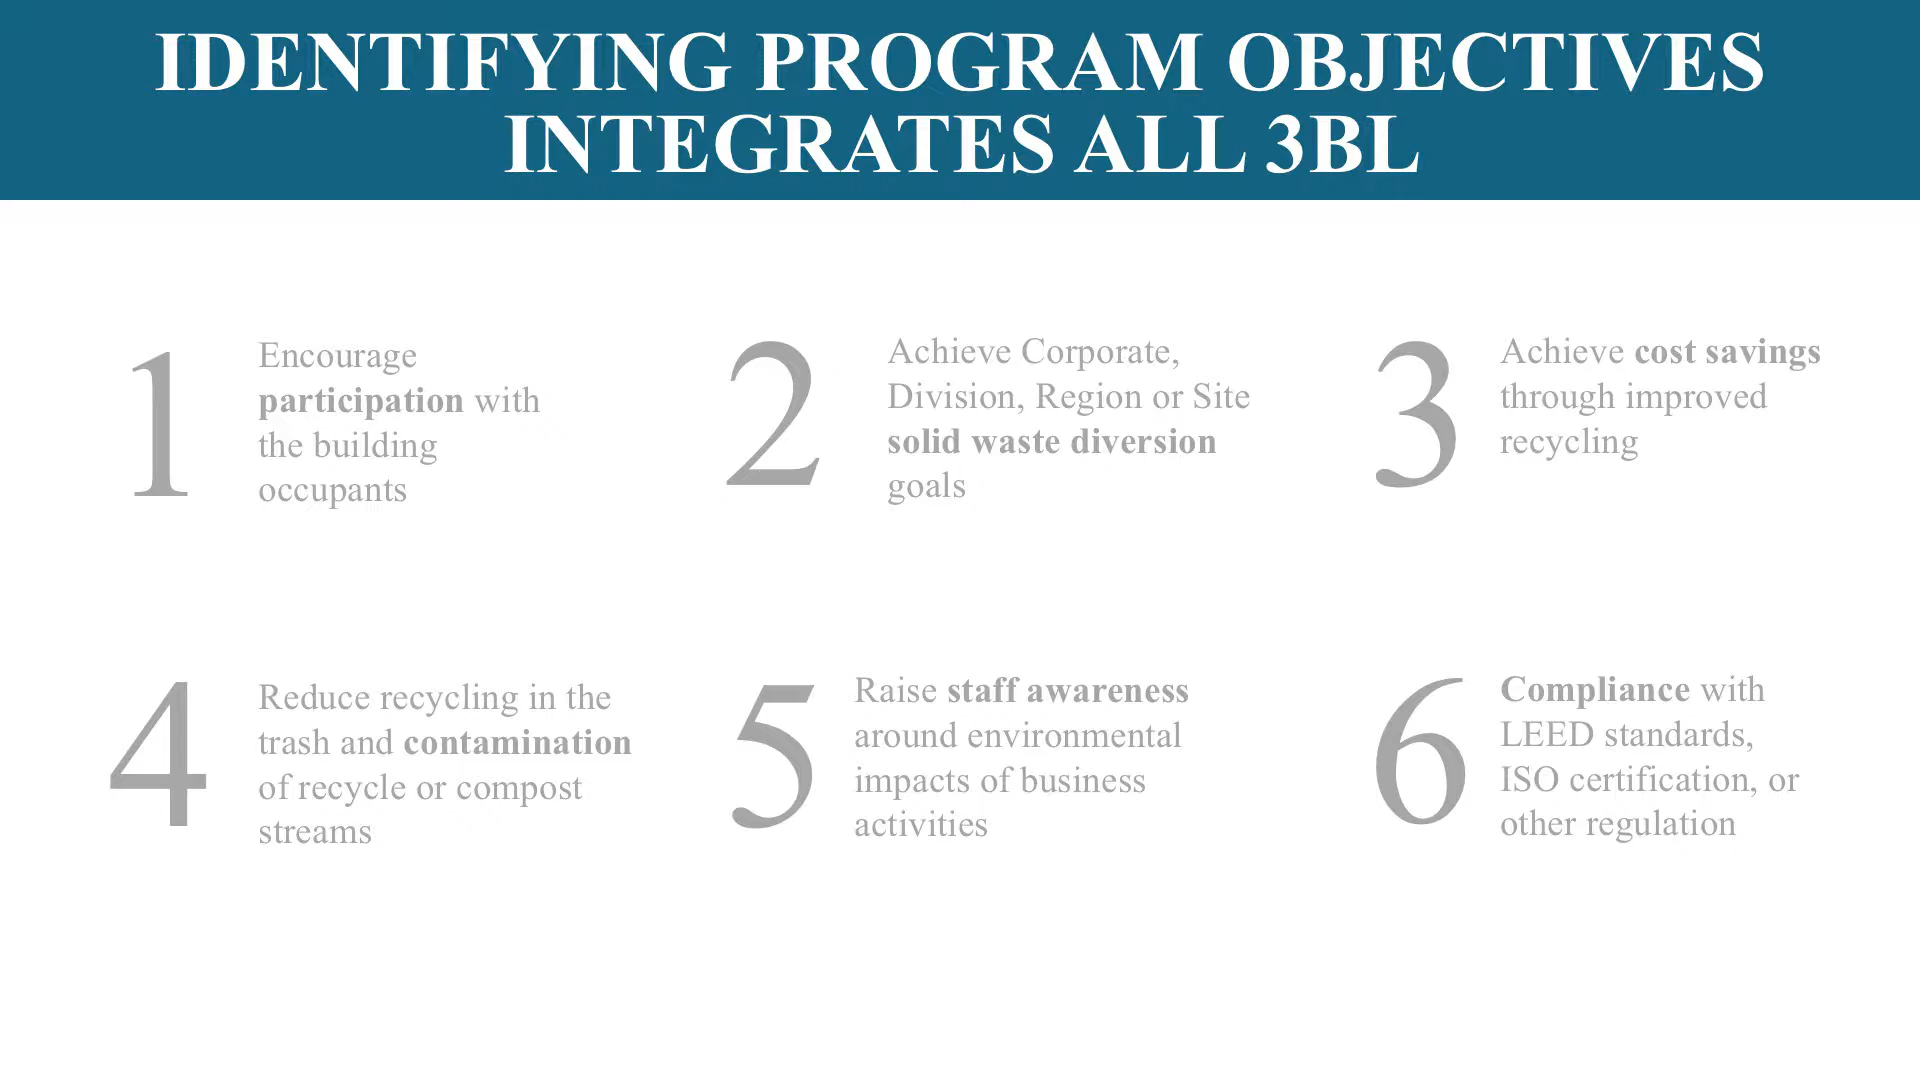 IDENTIFYING PROGRAM OBJECTIVES
INTEGRATES ALL 3BL
1
Encourage
participation with
the building
occupants
2
Achieve Corporate,
Division, Region or Site
solid waste diversion
goals
3
Achieve cost savings
through improved
recycling
4
Reduce recycling in the
trash and contamination
of recycle or compost
streams
5
Raise staff awareness
around environmental
impacts of business
activities
6
Compliance with
LEED standards,
ISO certification, or
other regulation